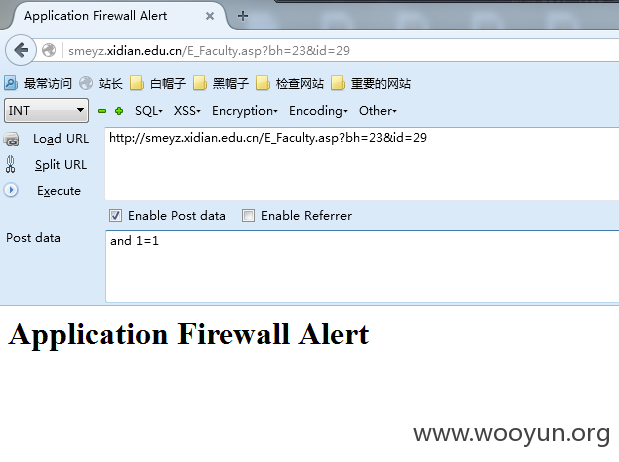 Application Firewall Alert
smeyz.xidian.edu.cn/E_Faculty.asp?bh=23&id=29
最常访问 站长 白帽子 黑帽子 检查网站 重要的网站
INT SQL XSS Encryption Encoding Other
Load URL http://smeyz.xidian.edu.cn/E_Faculty.asp?bh=23&id=29
Split URL
Execute
Enable Post data Enable Referrer
Post data and 1=1
Application Firewall Alert
www.wooyun.org